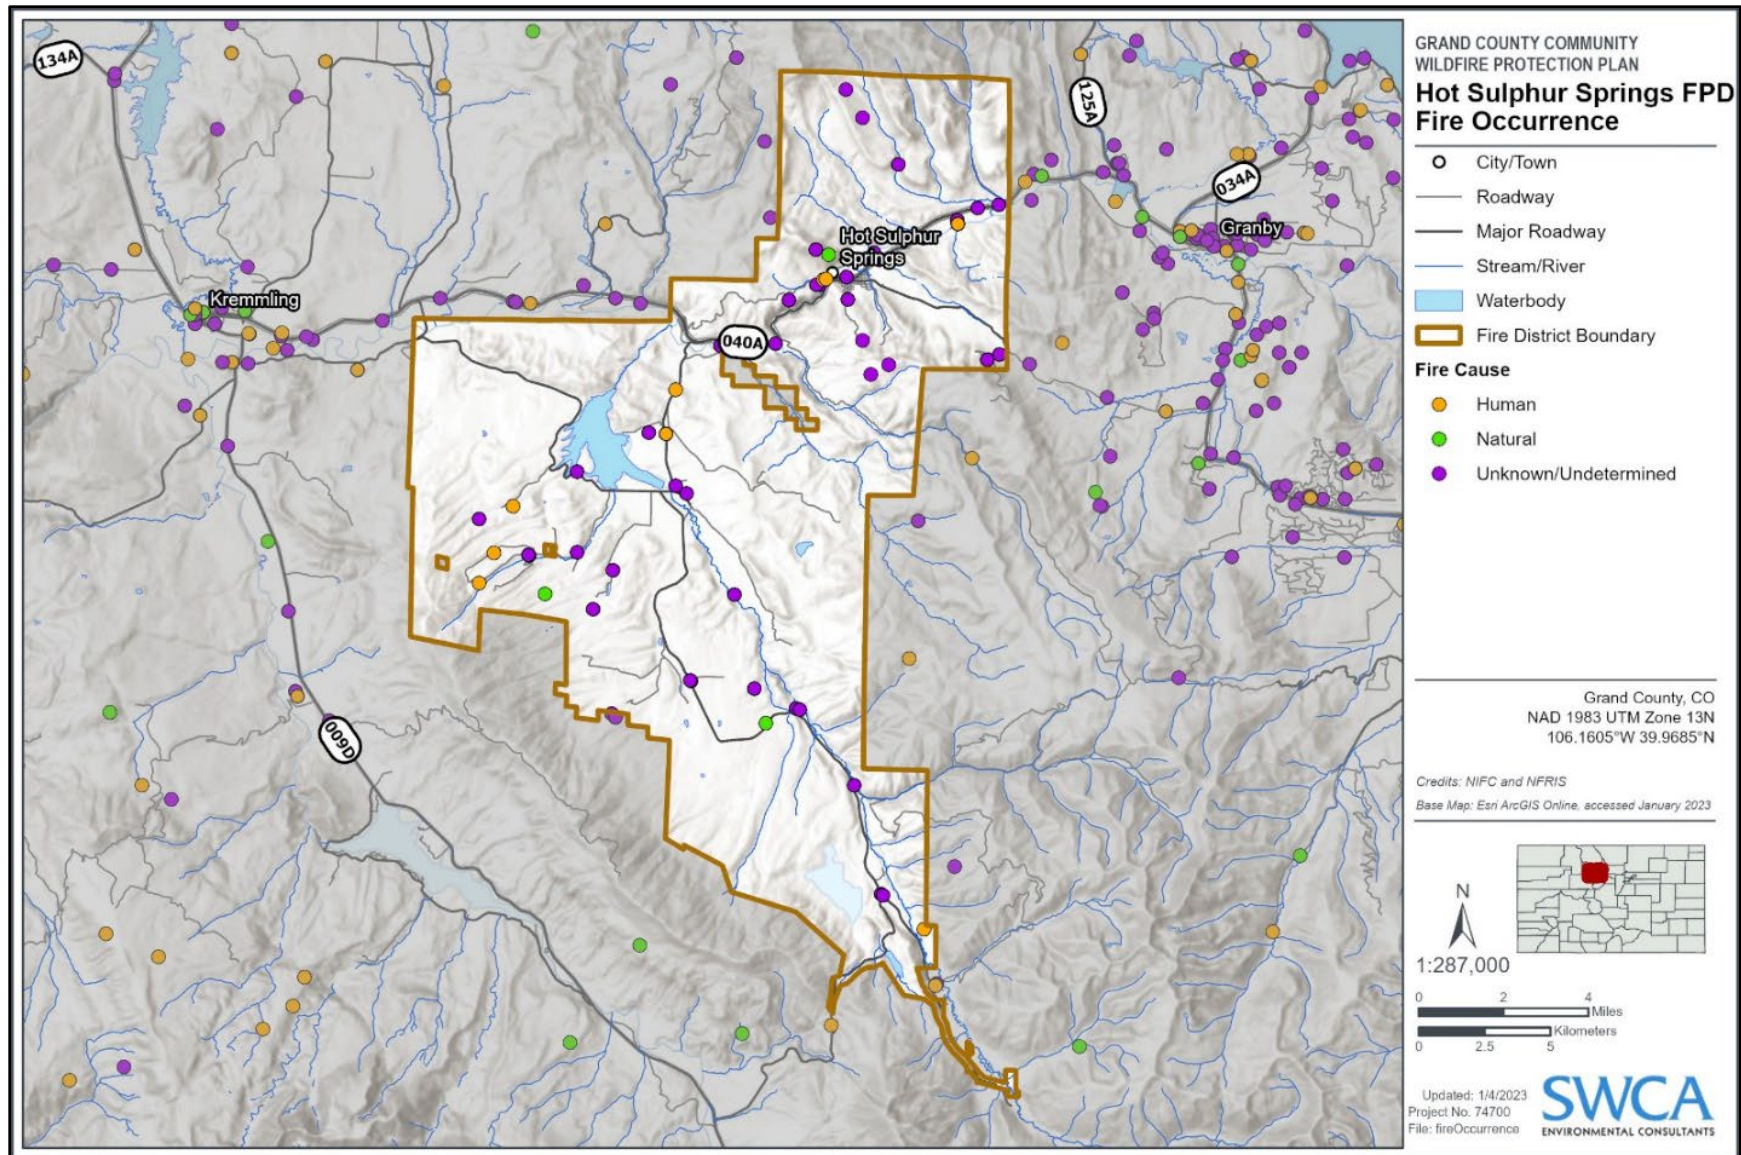 134A
125A
034A
Hot Sulphur
Springs
Granby
Kremmling
040A
009D
GRAND COUNTY COMMUNITY
WILDFIRE PROTECTION PLAN
Hot Sulphur Springs FPD
Fire Occurrence
City/Town
Roadway
Major Roadway
Stream/River
Waterbody
Fire District Boundary
Fire Cause
Human
Natural
Unknown/Undetermined
Grand County, CO
NAD 1983 UTM Zone 13N
106.1605°W 39.9685°N
Credits: NIFC and NFRIS
Base Map: Esri ArcGIS Online, accessed January 2023
N
1:287,000
0 2 4
Miles
Kilometers
0 2.5 5
Updated: 1/4/2023
Project No. 74700
File: fireOccurrence
SWCA
ENVIRONMENTAL CONSULTANTS